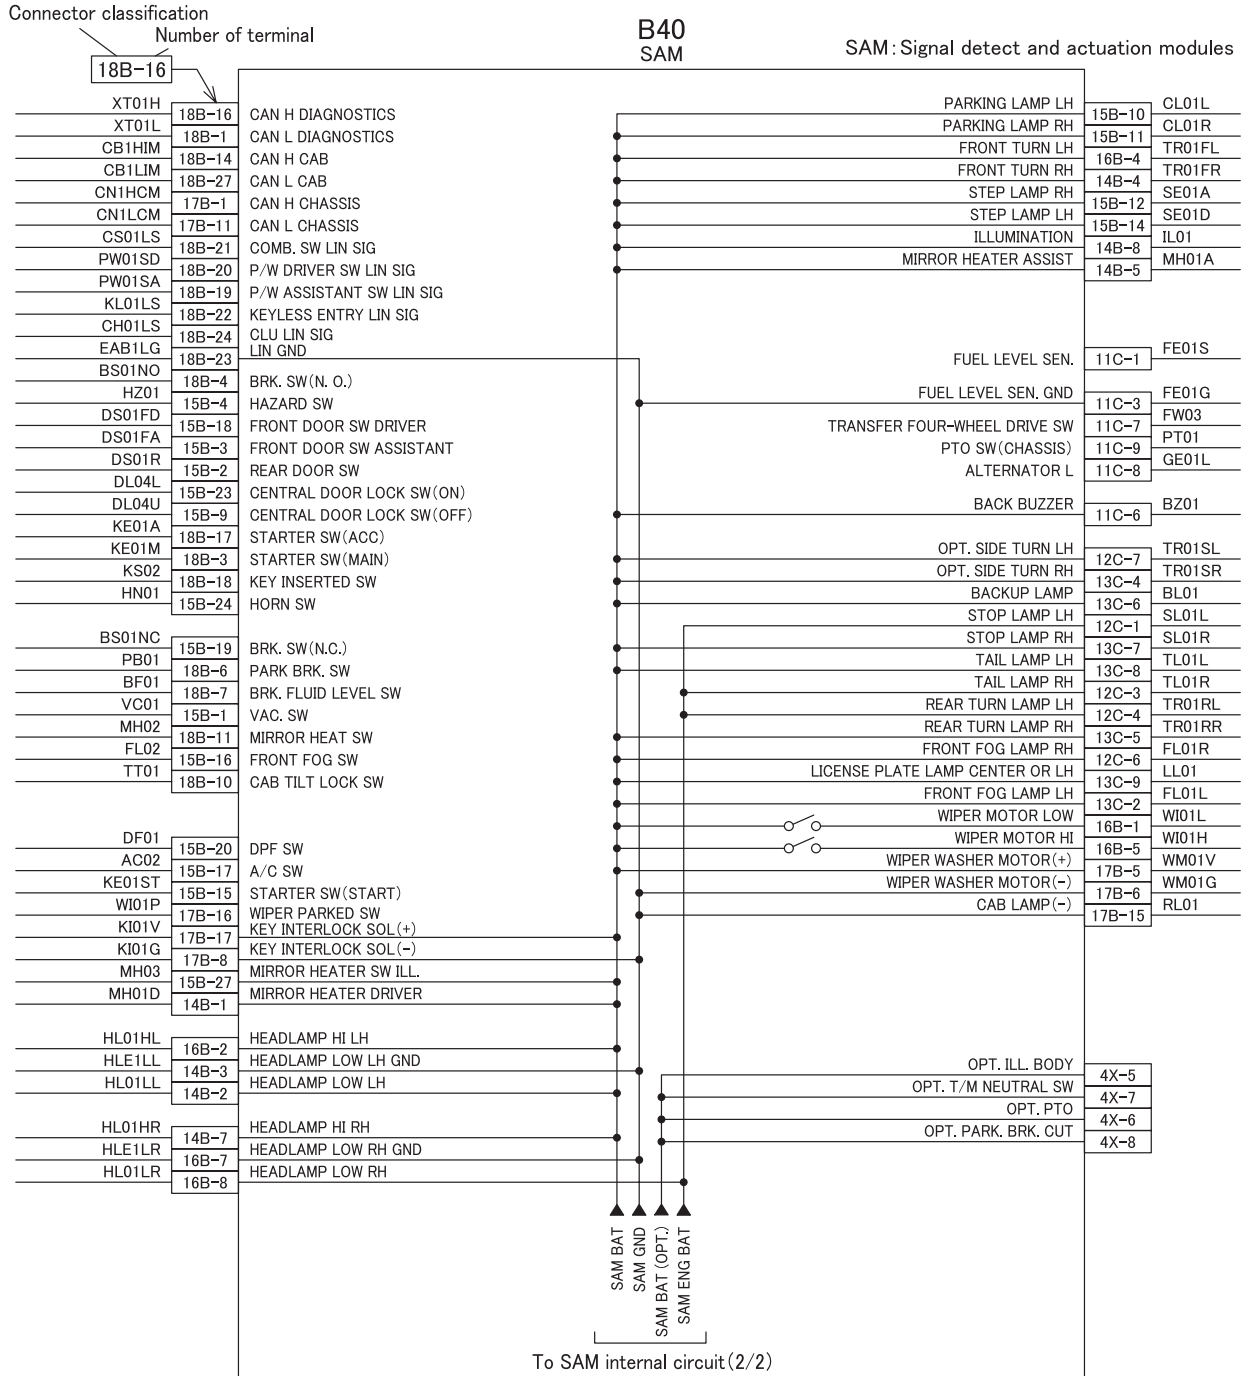 Connector classification
Number of terminal
18B-16
B40
SAM
SAM: Signal detect and actuation modules
XT01H 18B-16 CAN H DIAGNOSTICS
XT01L 18B-1 CAN L DIAGNOSTICS
CB1HIM 18B-14 CAN H CAB
CB1LIM 18B-27 CAN L CAB
CN1HCM 17B-1 CAN H CHASSIS
CN1LCM 17B-11 CAN L CHASSIS
CS01LS 18B-21 COMB. SW LIN SIG
PW01SD 18B-20 P/W DRIVER SW LIN SIG
PW01SA 18B-19 P/W ASSISTANT SW LIN SIG
KL01LS 18B-22 KEYLESS ENTRY LIN SIG
CH01LS 18B-24 CLU LIN SIG
EAB1LG 18B-23 LIN GND
BS01NO 18B-4 BRK. SW(N. O.)
HZ01 15B-4 HAZARD SW
DS01FD 15B-18 FRONT DOOR SW DRIVER
DS01FA 15B-3 FRONT DOOR SW ASSISTANT
DS01R 15B-2 REAR DOOR SW
DL04L 15B-23 CENTRAL DOOR LOCK SW(ON)
DL04U 15B-9 CENTRAL DOOR LOCK SW(OFF)
KE01A 18B-17 STARTER SW(ACC)
KE01M 18B-3 STARTER SW(MAIN)
KS02 18B-18 KEY INSERTED SW
HN01 15B-24 HORN SW
BS01NC 15B-19 BRK. SW(N.C.)
PB01 18B-6 PARK BRK. SW
BF01 18B-7 BRK. FLUID LEVEL SW
VC01 15B-1 VAC. SW
MH02 18B-11 MIRROR HEAT SW
FL02 15B-16 FRONT FOG SW
TT01 18B-10 CAB TILT LOCK SW
DF01 15B-20 DPF SW
AC02 15B-17 A/C SW
KE01ST 15B-15 STARTER SW(START)
WI01P 17B-16 WIPER PARKED SW
KI01V 17B-17 KEY INTERLOCK SOL(+)
KI01G 17B-8 KEY INTERLOCK SOL(-)
MH03 15B-27 MIRROR HEATER SW ILL.
MH01D 14B-1 MIRROR HEATER DRIVER
HL01HL 16B-2 HEADLAMP HI LH
HLE1LL 14B-3 HEADLAMP LOW LH GND
HL01LL 14B-2 HEADLAMP LOW LH
HL01HR 14B-7 HEADLAMP HI RH
HLE1LR 16B-7 HEADLAMP LOW RH GND
HL01LR 16B-8 HEADLAMP LOW RH
PARKING LAMP LH 15B-10 CL01L
PARKING LAMP RH 15B-11 CL01R
FRONT TURN LH 16B-4 TR01FL
FRONT TURN RH 14B-4 TR01FR
STEP LAMP RH 15B-12 SE01A
STEP LAMP LH 15B-14 SE01D
ILLUMINATION 14B-8 IL01
MIRROR HEATER ASSIST 14B-5 MH01A
FUEL LEVEL SEN. 11C-1 FE01S
FUEL LEVEL SEN. GND 11C-3 FE01G
TRANSFER FOUR-WHEEL DRIVE SW 11C-7 FW03
PTO SW(CHASSIS) 11C-9 PT01
ALTERNATOR L 11C-8 GE01L
BACK BUZZER 11C-6 BZ01
OPT. SIDE TURN LH 12C-7 TR01SL
OPT. SIDE TURN RH 13C-4 TR01SR
BACKUP LAMP 13C-6 BL01
STOP LAMP LH 12C-1 SL01L
STOP LAMP RH 13C-7 SL01R
TAIL LAMP LH 13C-8 TL01L
TAIL LAMP RH 12C-3 TL01R
REAR TURN LAMP LH 12C-4 TR01RL
REAR TURN LAMP RH 13C-5 TR01RR
FRONT FOG LAMP RH 12C-6 FL01R
LICENSE PLATE LAMP CENTER OR LH 13C-9 LL01
FRONT FOG LAMP LH 13C-2 FL01L
WIPER MOTOR LOW 16B-1 WI01L
WIPER MOTOR HI 16B-5 WI01H
WIPER WASHER MOTOR(+) 17B-5 WM01V
WIPER WASHER MOTOR(-) 17B-6 WM01G
CAB LAMP(-) 17B-15 RL01
OPT. ILL. BODY 4X-5
OPT. T/M NEUTRAL SW 4X-7
OPT. PTO 4X-6
OPT. PARK. BRK. CUT 4X-8
SAM BAT
SAM GND
SAM BAT (OPT.)
SAM ENG BAT
To SAM internal circuit(2/2)